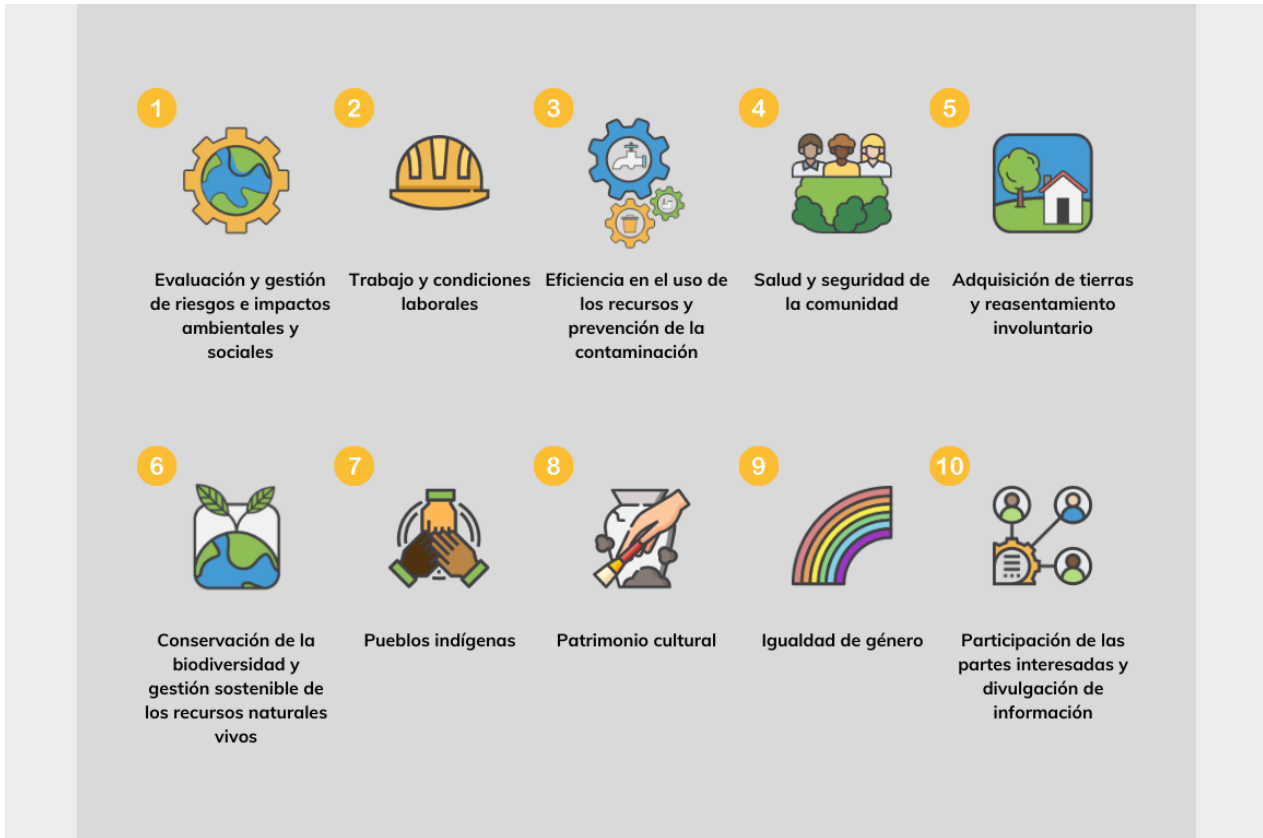 1
Evaluación y gestión
de riesgos e impactos
ambientales y
sociales
2
Trabajo y condiciones
laborales
3
Eficiencia en el uso de
los recursos y
prevención de la
contaminación
4
Salud y seguridad de
la comunidad
5
Adquisición de tierras
y reasentamiento
involuntario
6
Conservación de la
biodiversidad y
gestión sostenible de
los recursos naturales
vivos
7
Pueblos indígenas
8
Patrimonio cultural
9
Igualdad de género
10
Participación de las
partes interesadas y
divulgación de
información